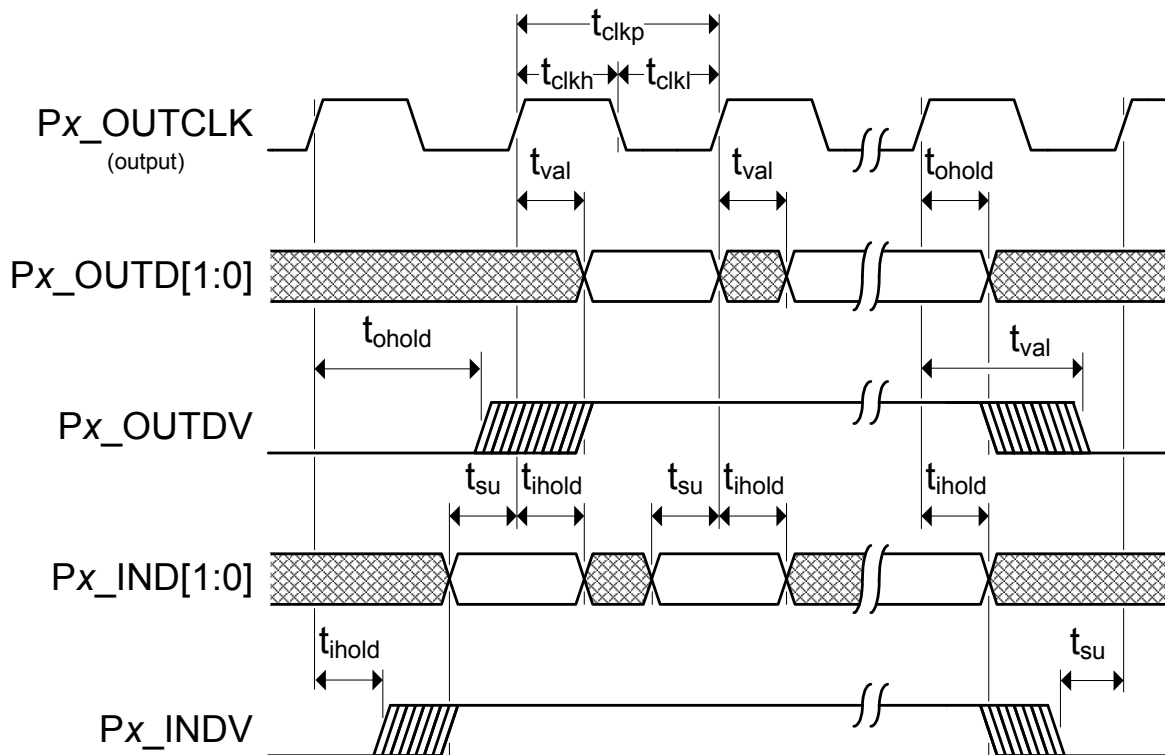 tclkp
tclkh tclkl
Px_OUTCLK
(output)
tval tval tohold
Px_OUTD[1:0]
tohold tval
Px_OUTDV
tsu tihold tsu tihold tihold
Px_IND[1:0]
tihold tsu
Px_INDV